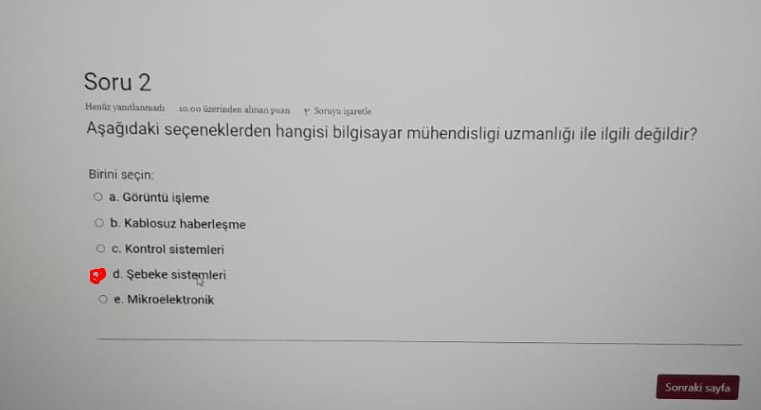 Soru 2
Henüz yanıtlanmadı 10.00 üzerinden alınan puan Soruyu işaretle
Aşağıdaki seçeneklerden hangisi bilgisayar mühendisligi uzmanlığı ile ilgili değildir?
Birini seçin:
a. Görüntü işleme
b. Kablosuz haberleşme
c. Kontrol sistemleri
d. Şebeke sistemleri
e. Mikroelektronik
Sonraki sayfa